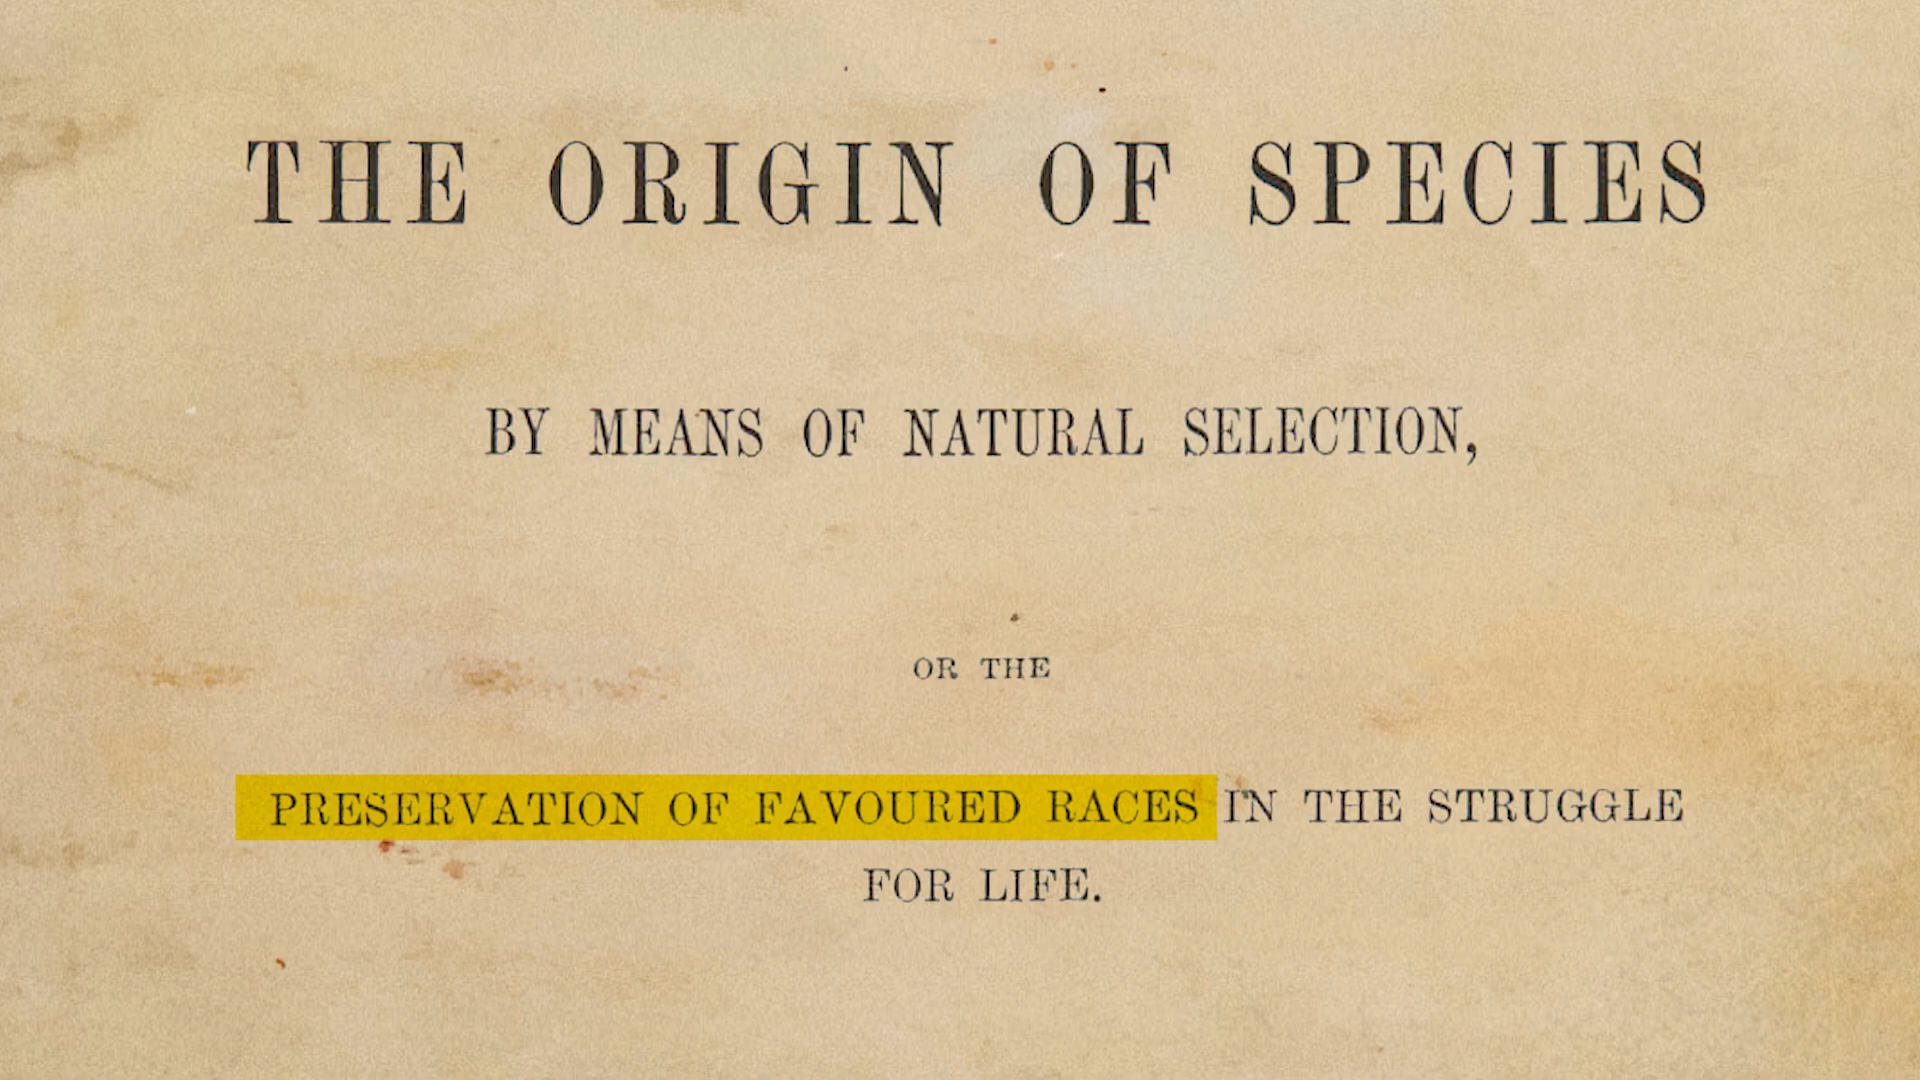 THE ORIGIN OF SPECIES
BY MEANS OF NATURAL SELECTION,
OR THE
PRESERVATION OF FAVOURED RACES IN THE STRUGGLE
FOR LIFE.